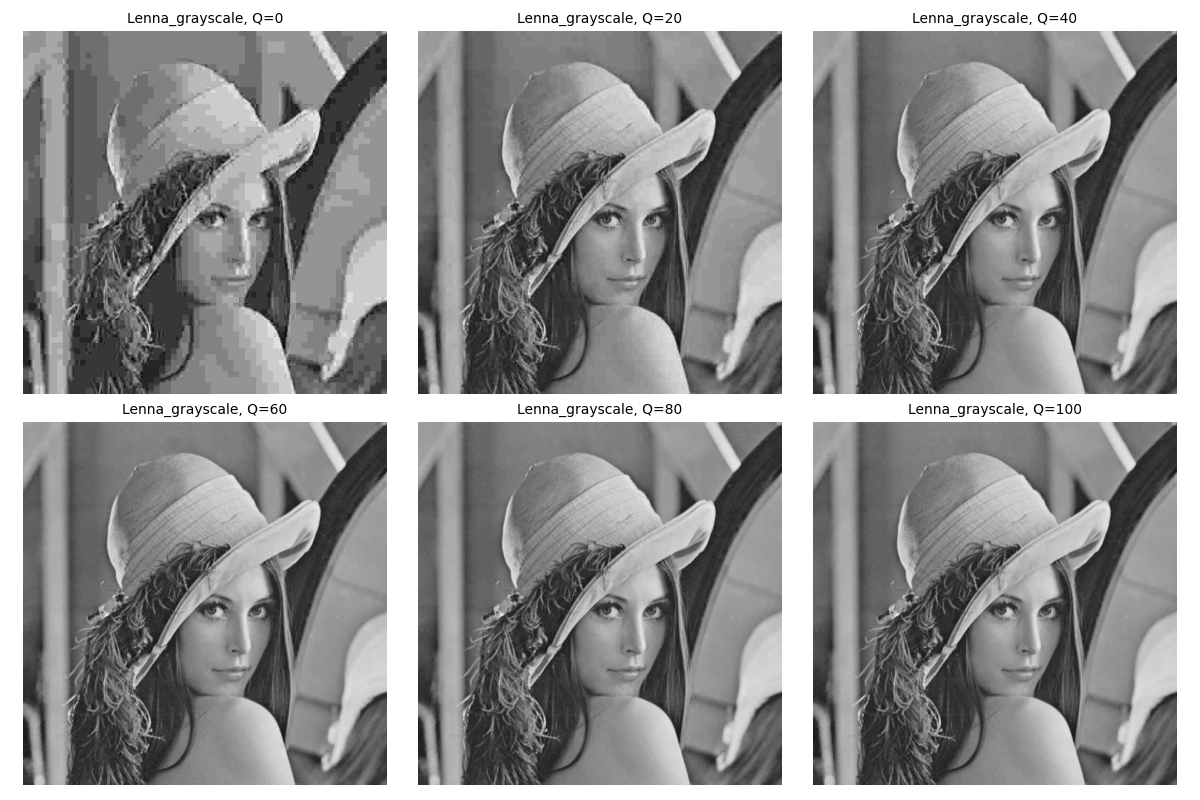 Lenna_grayscale, Q=0
Lenna_grayscale, Q=20
Lenna_grayscale, Q=40
Lenna_grayscale, Q=60
Lenna_grayscale, Q=80
Lenna_grayscale, Q=100